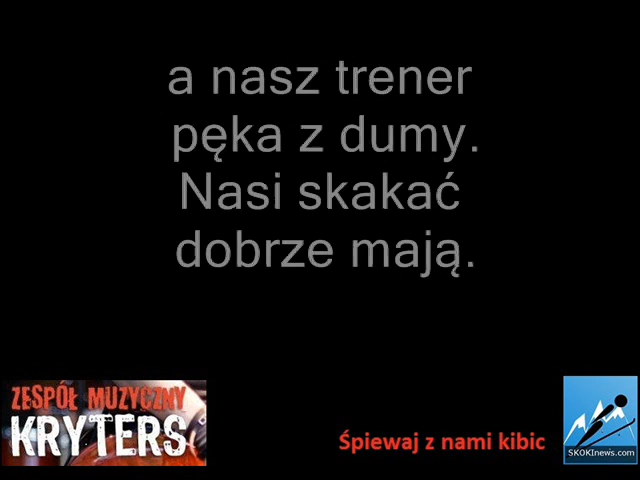 a nasz trener
pęka z dumy.
Nasi skakać
dobrze mają.
ZESPÓŁ MUZYCZNY
KRYTERS
Śpiewaj z nami kibic
SKOKInews.com